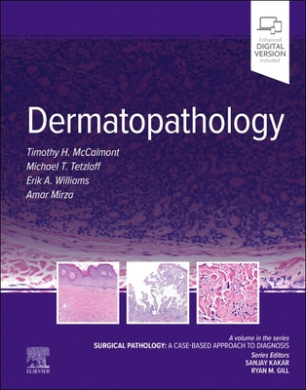 Enhanced
DIGITAL
VERSION
Included
Dermatopathology
Timothy H. McCalmont
Michael T. Tetzlaff
Erik A. Williams
Amar Mirza
A volume in the series
SURGICAL PATHOLOGY: A CASE-BASED APPROACH TO DIAGNOSIS
Series Editors
SANJAY KAKAR
RYAN M. GILL
ELSEVIER